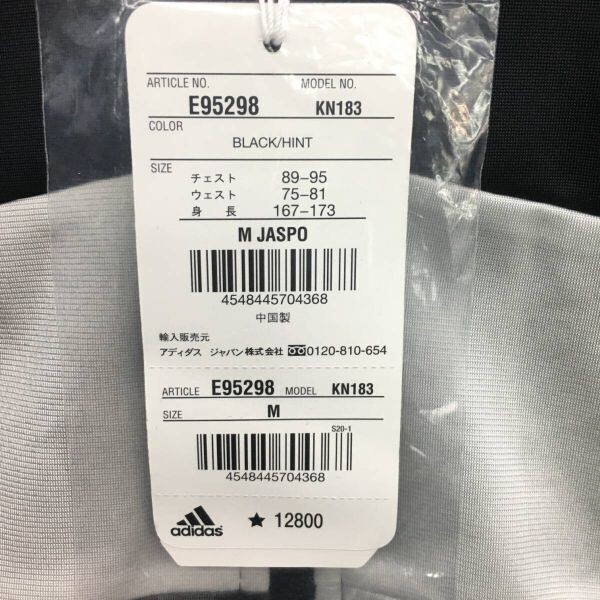 ARTICLE NO. MODEL NO.
E95298 KN183
COLOR
BLACK/HINT
SIZE
チェスト 89-95
ウェスト 75-81
身 長 167-173
M JASPO
4548445704368
中国製
輸入販売元
アディダス ジャパン株式会社 0120-810-654
ARTICLE E95298 MODEL KN183
SIZE M
S20-1
4548445704368
adidas ★ 12800